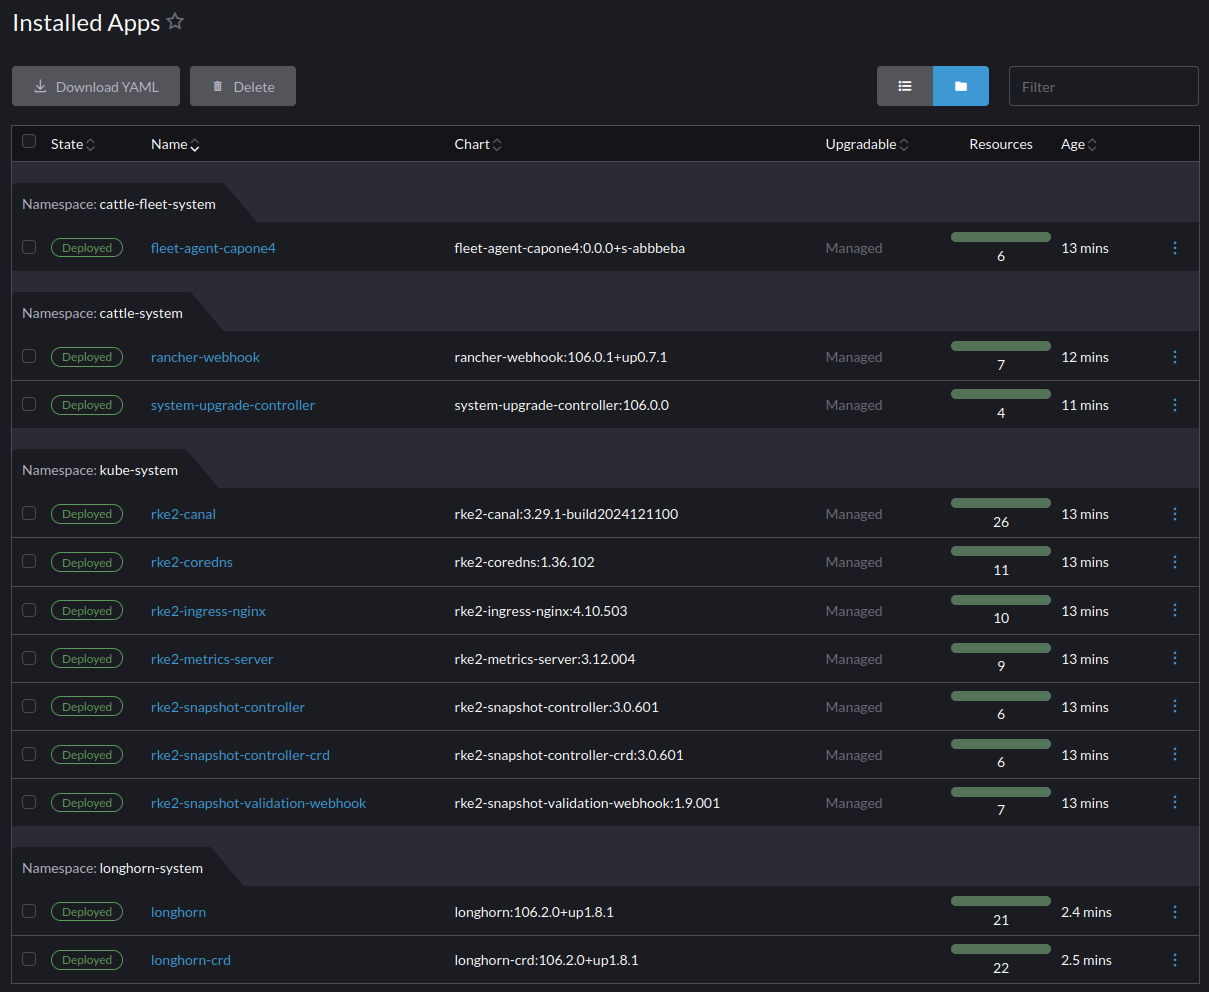 Installed Apps
Download YAML Delete Filter
State Name Chart Upgradable Resources Age
Namespace: cattle-fleet-system
Deployed fleet-agent-capone4 fleet-agent-capone4:0.0.0+s-abbbeba Managed 6 13 mins
Namespace: cattle-system
Deployed rancher-webhook rancher-webhook:106.0.1+up0.7.1 Managed 7 12 mins
Deployed system-upgrade-controller system-upgrade-controller:106.0.0 Managed 4 11 mins
Namespace: kube-system
Deployed rke2-canal rke2-canal:3.29.1-build2024121100 Managed 26 13 mins
Deployed rke2-coredns rke2-coredns:1.36.102 Managed 11 13 mins
Deployed rke2-ingress-nginx rke2-ingress-nginx:4.10.503 Managed 10 13 mins
Deployed rke2-metrics-server rke2-metrics-server:3.12.004 Managed 9 13 mins
Deployed rke2-snapshot-controller rke2-snapshot-controller:3.0.601 Managed 6 13 mins
Deployed rke2-snapshot-controller-crd rke2-snapshot-controller-crd:3.0.601 Managed 6 13 mins
Deployed rke2-snapshot-validation-webhook rke2-snapshot-validation-webhook:1.9.001 Managed 7 13 mins
Namespace: longhorn-system
Deployed longhorn longhorn:106.2.0+up1.8.1 21 2.4 mins
Deployed longhorn-crd longhorn-crd:106.2.0+up1.8.1 22 2.5 mins